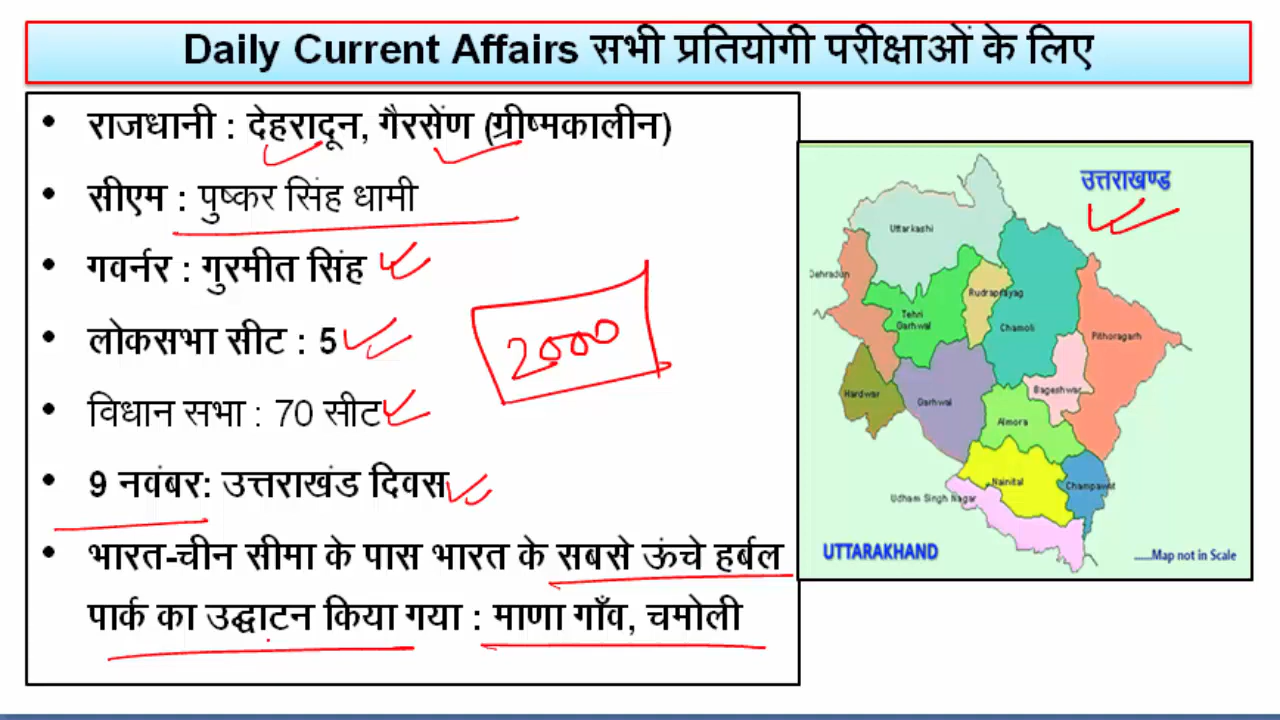 Daily Current Affairs सभी प्रतियोगी परीक्षाओं के लिए
• राजधानी : देहरादून, गैरसेंण (ग्रीष्मकालीन)
• सीएम : पुष्कर सिंह धामी
• गवर्नर : गुरमीत सिंह
• लोकसभा सीट : 5
• विधान सभा : 70 सीट
• 9 नवंबर: उत्तराखंड दिवस
• भारत-चीन सीमा के पास भारत के सबसे ऊंचे हर्बल
पार्क का उद्घाटन किया गया : माणा गाँव, चमोली
2000
उत्तराखण्ड
Uttarkashi
Dehradun
Rudraprayag
Tehri
Garhwal
Chamoli
Pithoragarh
Hardwar
Garhwal
Bageshwar
Almora
Nainital
Champawat
Udham Singh Nagar
UTTARAKHAND
......Map not in Scale